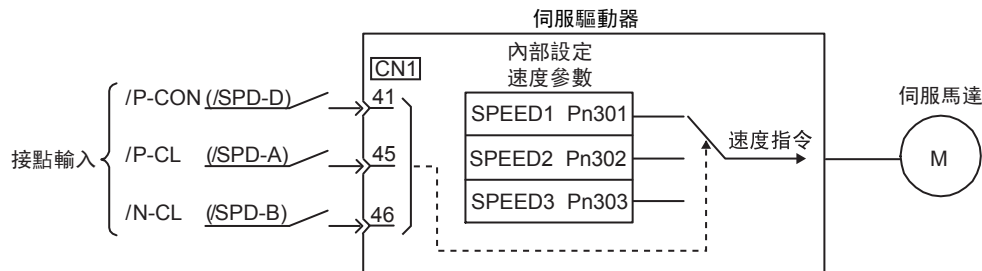 伺服驅動器
內部設定
速度參數
CN1
/P-CON (/SPD-D) 41
SPEED1 Pn301
伺服馬達
接點輸入
/P-CL (/SPD-A) 45
SPEED2 Pn302
速度指令
M
/N-CL (/SPD-B) 46
SPEED3 Pn303